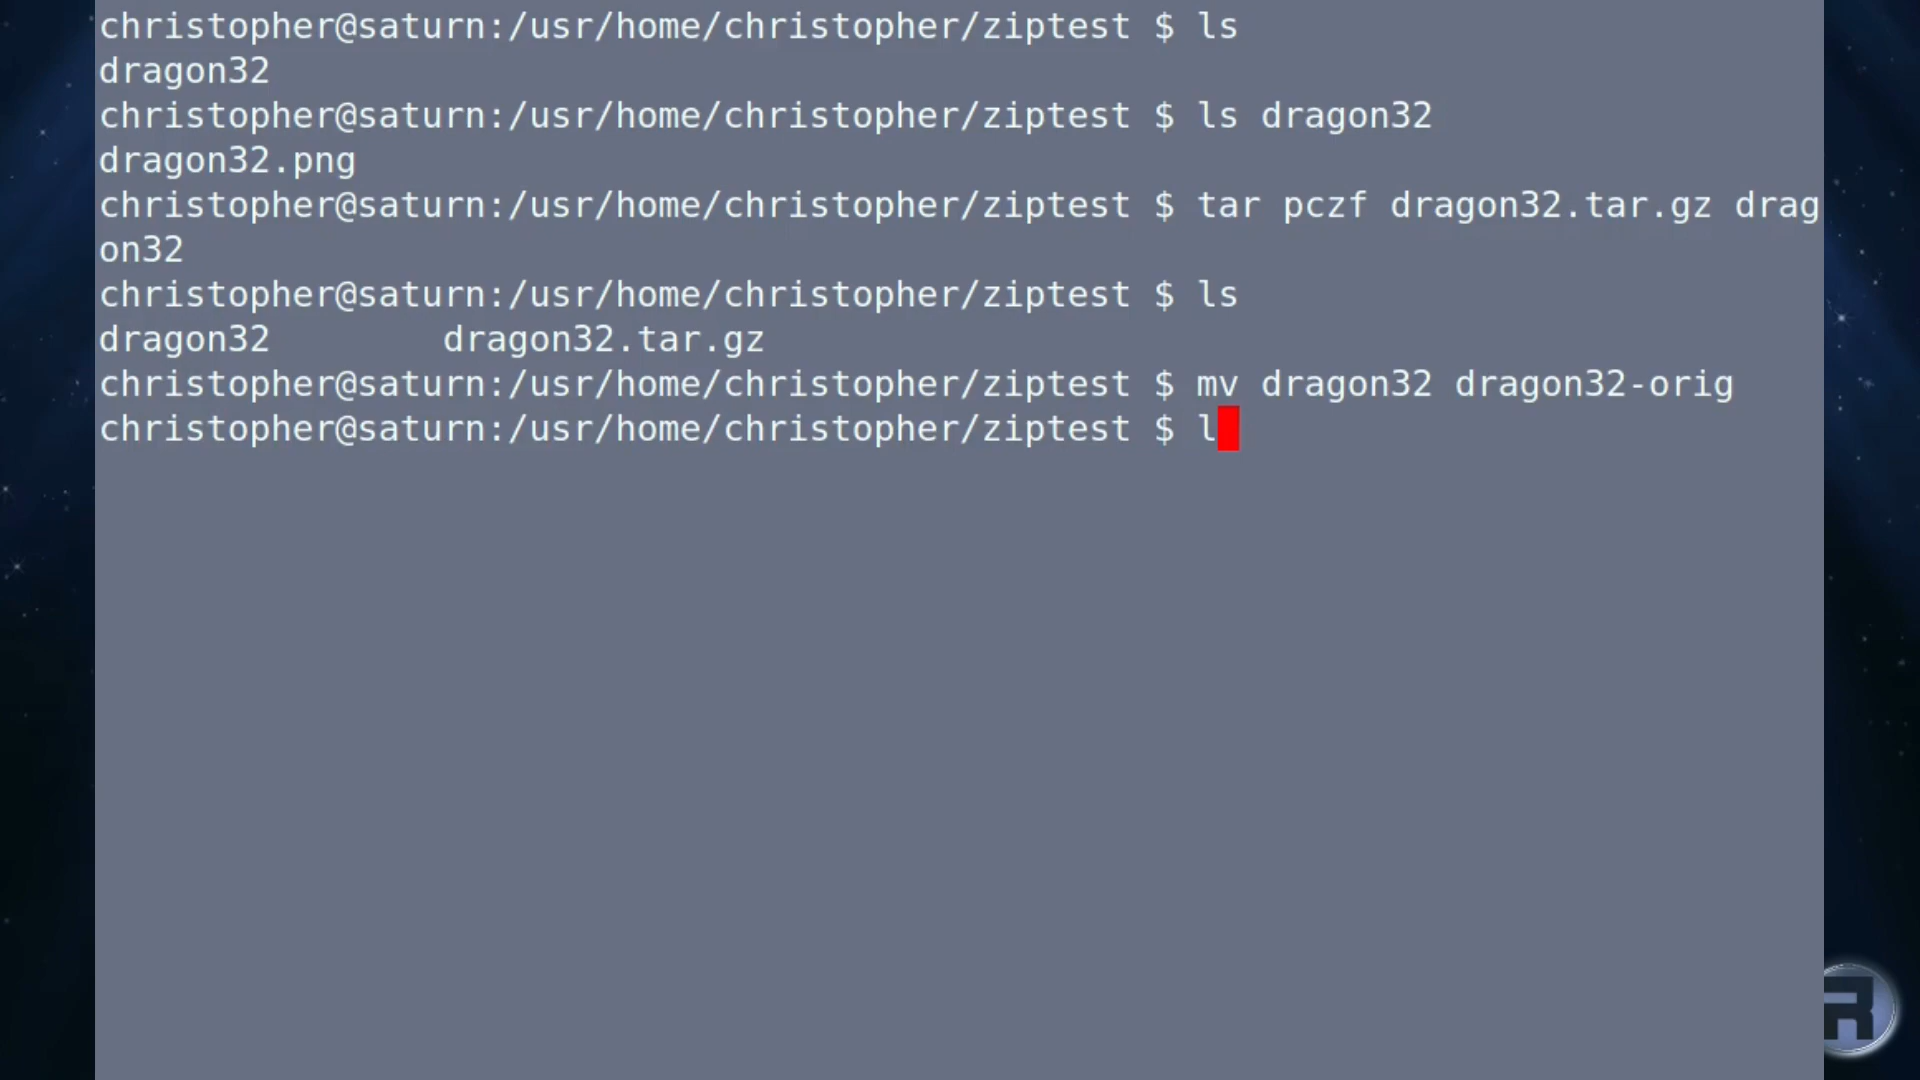 christopher@saturn:/usr/home/christopher/ziptest $ ls
dragon32
christopher@saturn:/usr/home/christopher/ziptest $ ls dragon32
dragon32.png
christopher@saturn:/usr/home/christopher/ziptest $ tar pczf dragon32.tar.gz drag
on32
christopher@saturn:/usr/home/christopher/ziptest $ ls
dragon32        dragon32.tar.gz
christopher@saturn:/usr/home/christopher/ziptest $ mv dragon32 dragon32-orig
christopher@saturn:/usr/home/christopher/ziptest $ l
R